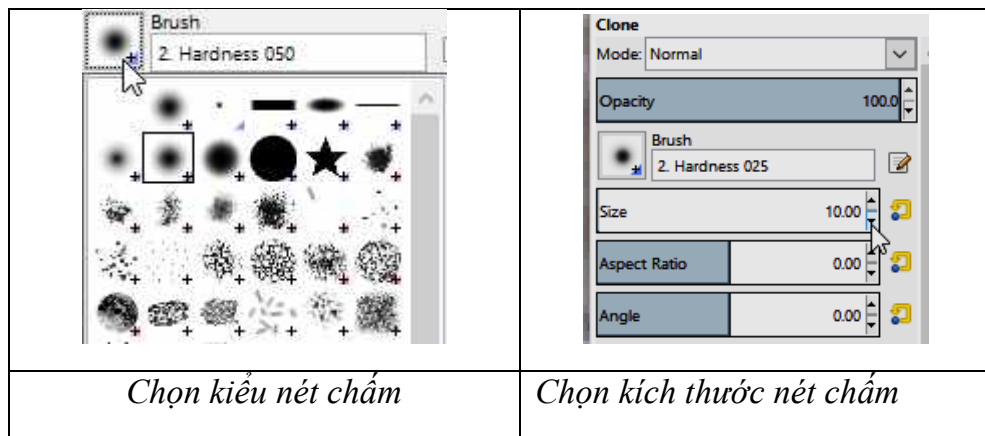 Brush
2. Hardness 050
Clone
Mode: Normal
Opacity 100.0
Brush
2. Hardness 025
Size 10.00
Aspect Ratio 0.00
Angle 0.00
Chọn kiểu nét chấm
Chọn kích thước nét chấm